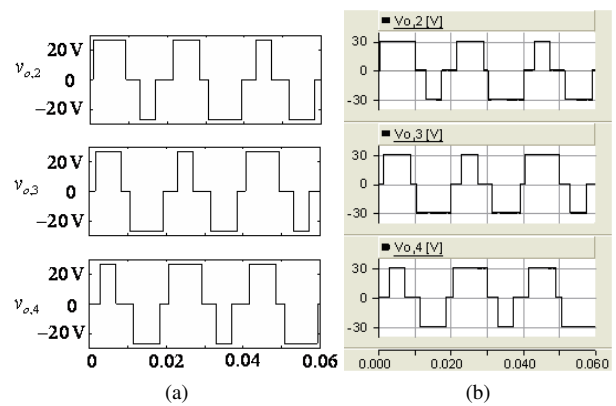 20 V
v_{o,2} 0
−20 V
20 V
v_{o,3} 0
−20 V
20 V
v_{o,4} 0
−20 V
0 0.02 0.04 0.06
(a)
Vo,2 [V]
30
0
-30
Vo,3 [V]
30
0
-30
Vo,4 [V]
30
0
-30
0.000 0.020 0.040 0.060
(b)